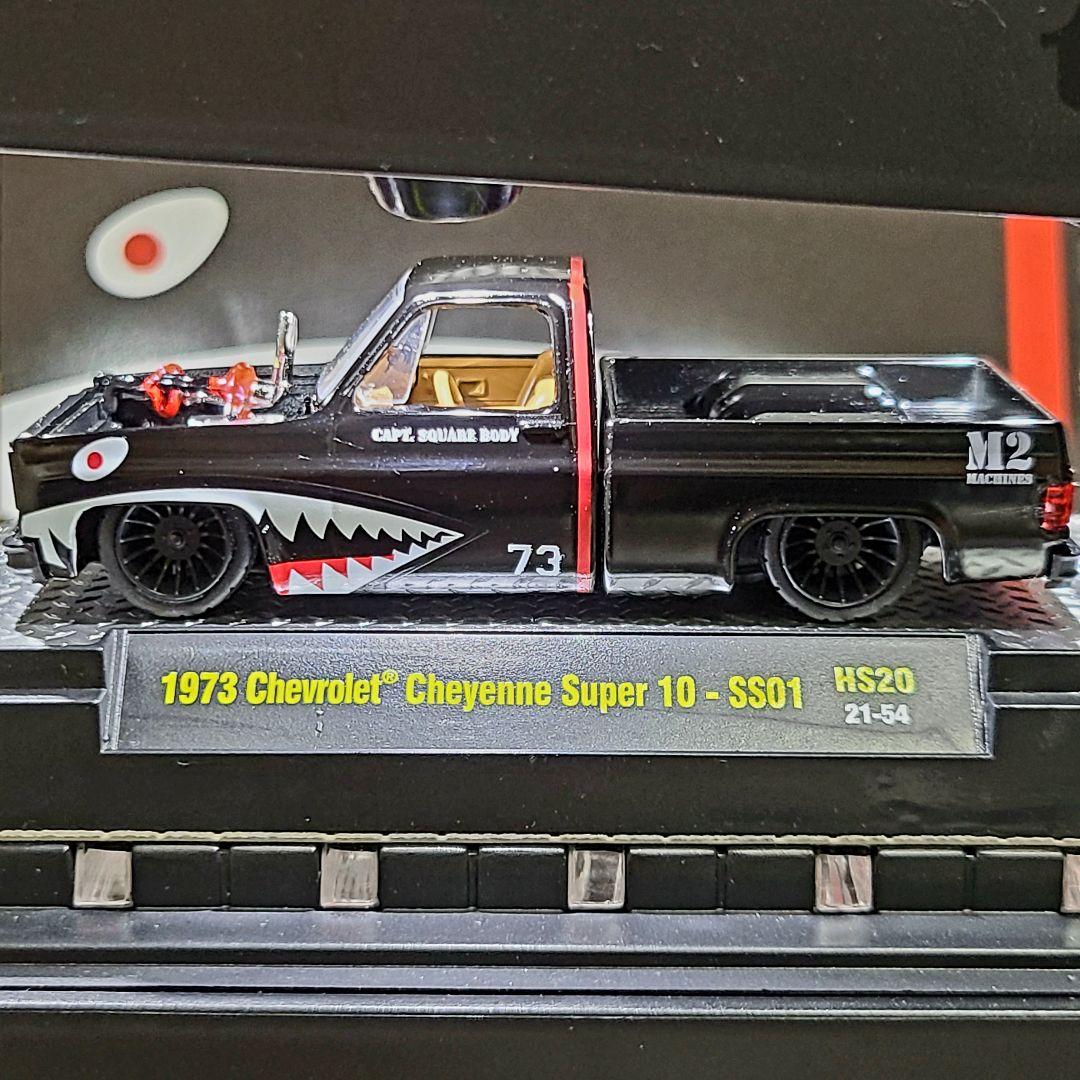 CAPT. SQUARE BODY
M2
MACHINES
73
1973 Chevrolet® Cheyenne Super 10 - SS01
HS20
21-54